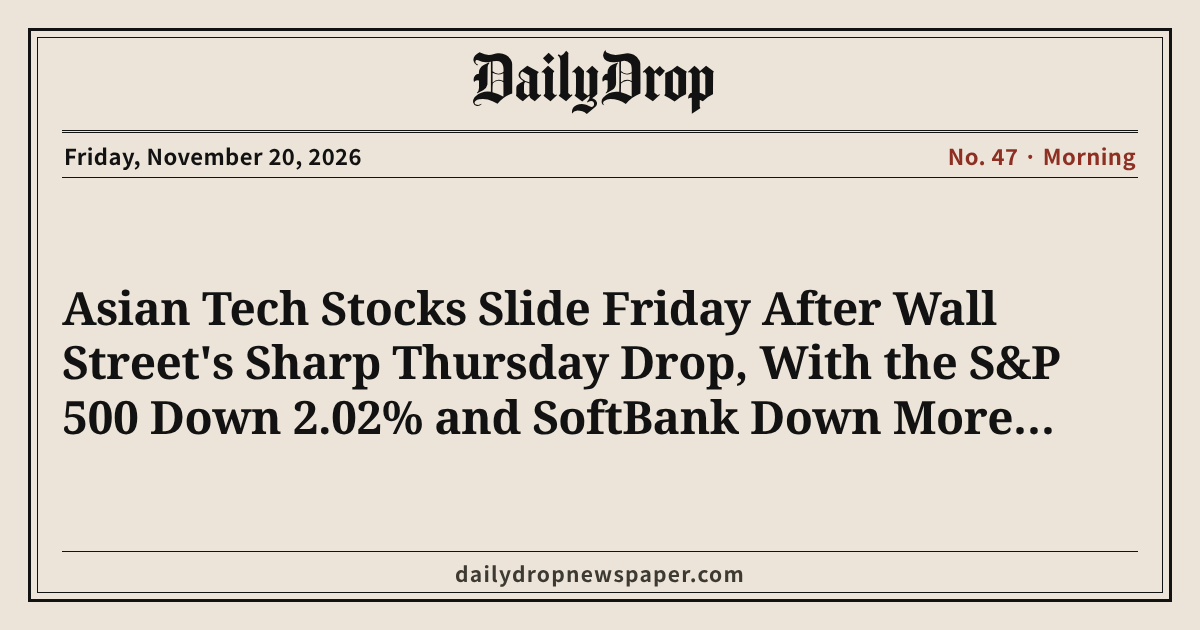 DailyDrop
Friday, November 20, 2026
No. 47 · Morning
Asian Tech Stocks Slide Friday After Wall
Street's Sharp Thursday Drop, With the S&P
500 Down 2.02% and SoftBank Down More...
dailydropnewspaper.com